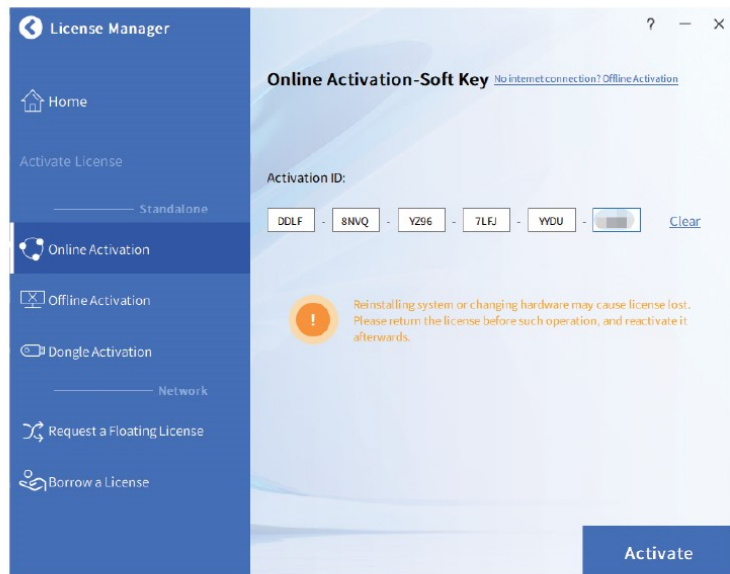 License Manager
?
Home
Activate License
Standalone
Online Activation
Offline Activation
Dongle Activation
Network
Request a Floating License
Borrow a License
Online Activation-Soft Key No internet connection? Offline Activation
Activation ID:
DDLF - 8NVQ - YZ96 - 7LFJ - YYDU - Clear
Reinstalling system or changing hardware may cause license lost.
Please return the license before such operation, and reactivate it
afterwards.
Activate